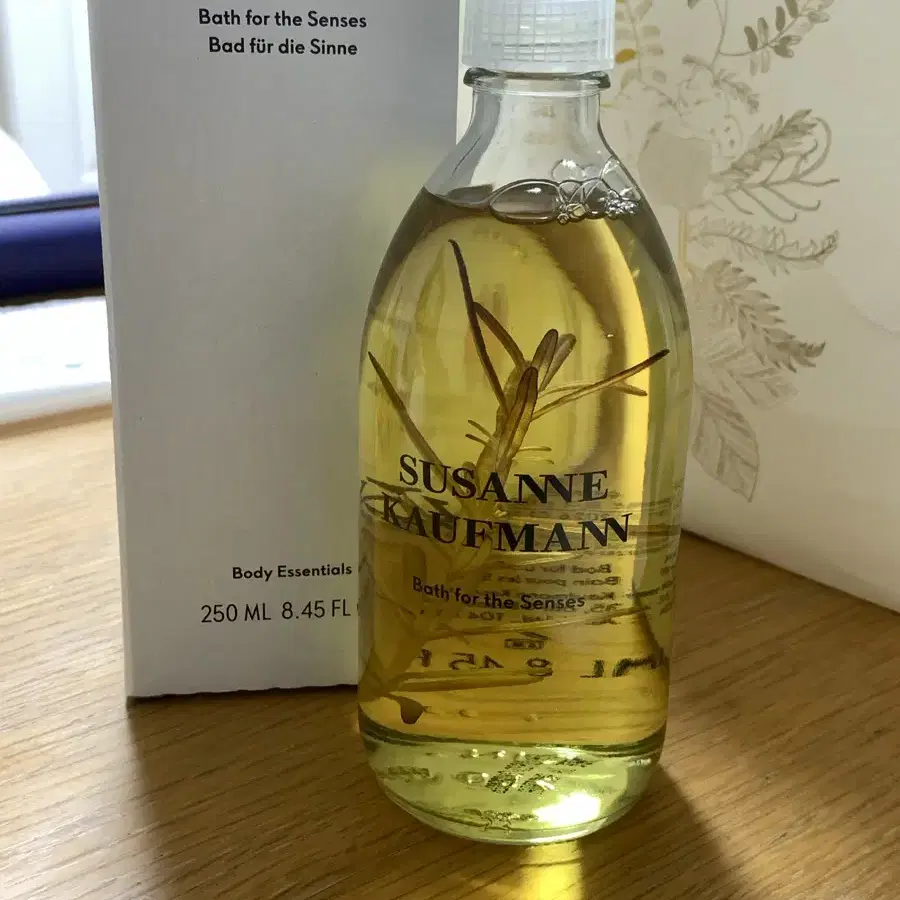 Bath for the Senses
Bad für die Sinne
Body Essentials
250 ML 8.45 FL
SUSANNE
KAUFMANN
Bath for the Senses